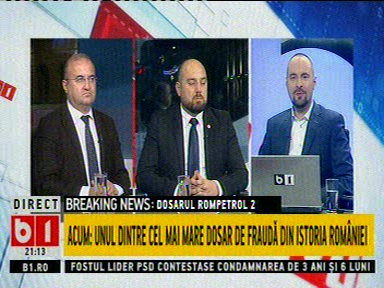 b1
DIRECT
BREAKING NEWS: DOSARUL ROMPETROL 2
b1
ACUM: UNUL DINTRE CEL MAI MARE DOSAR DE FRAUDĂ DIN ISTORIA ROMÂNIEI
21:13
B1.RO
FOSTUL LIDER PSD CONTESTASE CONDAMNAREA DE 3 ANI ȘI 6 LUNI